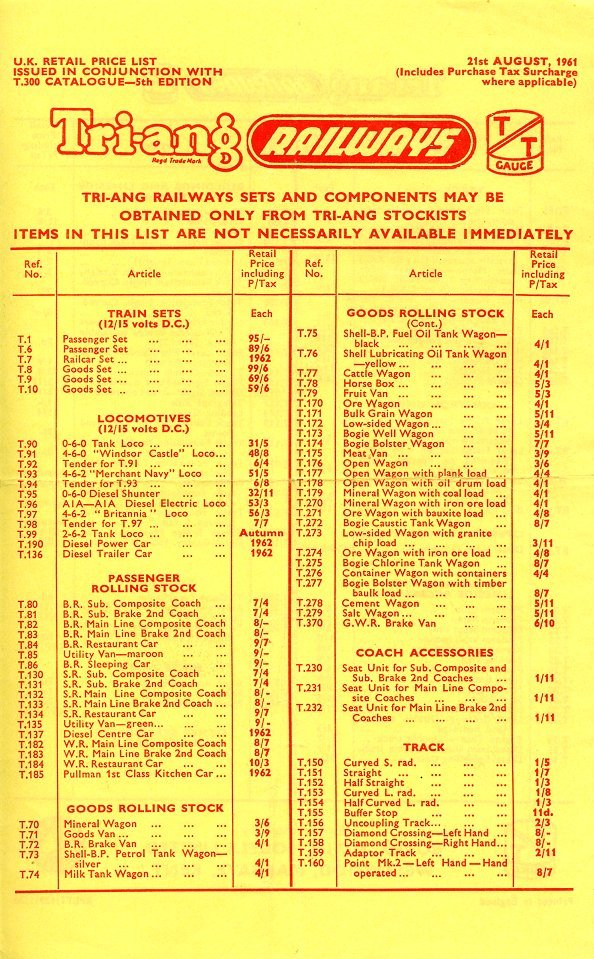 U.K. RETAIL PRICE LIST
ISSUED IN CONJUNCTION WITH
T.300 CATALOGUE—5th EDITION
21st AUGUST, 1961
(Includes Purchase Tax Surcharge
where applicable)
Tri-ang RAILWAYS TT GAUGE
Regd Trade Mark
TRI-ANG RAILWAYS SETS AND COMPONENTS MAY BE
OBTAINED ONLY FROM TRI-ANG STOCKISTS
ITEMS IN THIS LIST ARE NOT NECESSARILY AVAILABLE IMMEDIATELY
Ref. No. Article Retail Price including P/Tax
TRAIN SETS Each
(12/15 volts D.C.)
T.1 Passenger Set ... ... ... 95/-
T.6 Passenger Set ... ... ... 89/6
T.7 Railcar Set ... ... ... 1962
T.8 Goods Set ... ... ... 99/6
T.9 Goods Set ... ... ... 69/6
T.10 Goods Set .. ... ... 59/6
LOCOMOTIVES
(12/15 volts D.C.)
T.90 0-6-0 Tank Loco ... ... ... 31/5
T.91 4-6-0 "Windsor Castle" Loco... 48/8
T.92 Tender for T.91 ... ... 6/4
T.93 4-6-2 "Merchant Navy" Loco ... 51/5
T.94 Tender for T.93 ... ... 6/8
T.95 0-6-0 Diesel Shunter ... ... 32/11
T.96 A1A—A1A Diesel Electric Loco 53/3
T.97 4-6-2 "Britannia" Loco ... 56/3
T.98 Tender for T.97 ... ... ... 7/7
T.99 2-6-2 Tank Loco ... ... Autumn
T.190 Diesel Power Car ... ... 1962
T.136 Diesel Trailer Car ... ... 1962
PASSENGER
ROLLING STOCK
T.80 B.R. Sub. Composite Coach ... 7/4
T.81 B.R. Sub. Brake 2nd Coach ... 7/4
T.82 B.R. Main Line Composite Coach 8/-
T.83 B.R. Main Line Brake 2nd Coach 8/-
T.84 B.R. Restaurant Car ... ... 9/7
T.85 Utility Van—maroon ... ... 9/-
T.86 B.R. Sleeping Car ... ... 9/-
T.130 S.R. Sub. Composite Coach ... 7/4
T.131 S.R. Sub. Brake 2nd Coach ... 7/4
T.132 S.R. Main Line Composite Coach 8/-
T.133 S.R. Main Line Brake 2nd Coach ... 8/-
T.134 S.R. Restaurant Car ... ... 9/7
T.135 Utility Van—green... ... ... 9/-
T.137 Diesel Centre Car ... ... 1962
T.182 W.R. Main Line Composite Coach 8/7
T.183 W.R. Main Line Brake 2nd Coach 8/7
T.184 W.R. Restaurant Car ... ... 10/3
T.185 Pullman 1st Class Kitchen Car ... 1962
GOODS ROLLING STOCK
T.70 Mineral Wagon ... ... ... 3/6
T.71 Goods Van ... ... ... ... 3/9
T.72 B.R. Brake Van ... ... ... 4/1
T.73 Shell-B.P. Petrol Tank Wagon—
silver ... ... ... ... 4/1
T.74 Milk Tank Wagon ... ... ... 4/1
Ref. No. Article Retail Price including P/Tax
GOODS ROLLING STOCK Each
(Cont.)
T.75 Shell-B.P. Fuel Oil Tank Wagon—
black ... ... ... ... 4/1
T.76 Shell Lubricating Oil Tank Wagon
—yellow ... ... ... ... 4/1
T.77 Cattle Wagon ... ... ... 4/1
T.78 Horse Box ... ... ... ... 5/3
T.79 Fruit Van ... ... ... ... 5/3
T.170 Ore Wagon ... ... ... 4/1
T.171 Bulk Grain Wagon ... ... 5/11
T.172 Low-sided Wagon ... ... ... 3/4
T.173 Bogie Well Wagon ... ... 5/11
T.174 Bogie Bolster Wagon ... ... 7/7
T.175 Meat Van ... ... ... ... 3/9
T.176 Open Wagon ... ... ... 3/6
T.177 Open Wagon with plank load ... 4/4
T.178 Open Wagon with oil drum load 4/1
T.179 Mineral Wagon with coal load ... 4/1
T.270 Mineral Wagon with iron ore load 4/1
T.271 Ore Wagon with bauxite load ... 4/8
T.272 Bogie Caustic Tank Wagon ... 8/7
T.273 Low-sided Wagon with granite
chip load ... ... ... ... 3/11
T.274 Ore Wagon with iron ore load ... 4/8
T.275 Bogie Chlorine Tank Wagon ... 8/7
T.276 Container Wagon with containers 4/4
T.277 Bogie Bolster Wagon with timber
baulk load ... ... ... ... 8/7
T.278 Cement Wagon ... ... ... 5/11
T.279 Salt Wagon ... ... ... ... 5/11
T.370 G.W.R. Brake Van ... ... 6/10
COACH ACCESSORIES
T.230 Seat Unit for Sub. Composite and
Sub. Brake 2nd Coaches ... 1/11
T.231 Seat Unit for Main Line Compo-
site Coaches ... ... ... 1/11
T.232 Seat Unit for Main Line Brake 2nd
Coaches ... ... ... ... 1/11
TRACK
T.150 Curved S. rad. ... ... ... 1/5
T.151 Straight ... ... ... ... 1/7
T.152 Half Straight ... ... ... 1/3
T.153 Curved L. rad. ... ... ... 1/8
T.154 Half Curved L. rad. ... ... 1/3
T.155 Buffer Stop ... ... ... 11d.
T.156 Uncoupling Track... ... ... 2/3
T.157 Diamond Crossing—Left Hand ... 8/-
T.158 Diamond Crossing—Right Hand... 8/-
T.159 Adaptor Track ... ... ... 2/11
T.160 Point Mk.2—Left Hand—Hand
operated ... ... ... ... 8/7